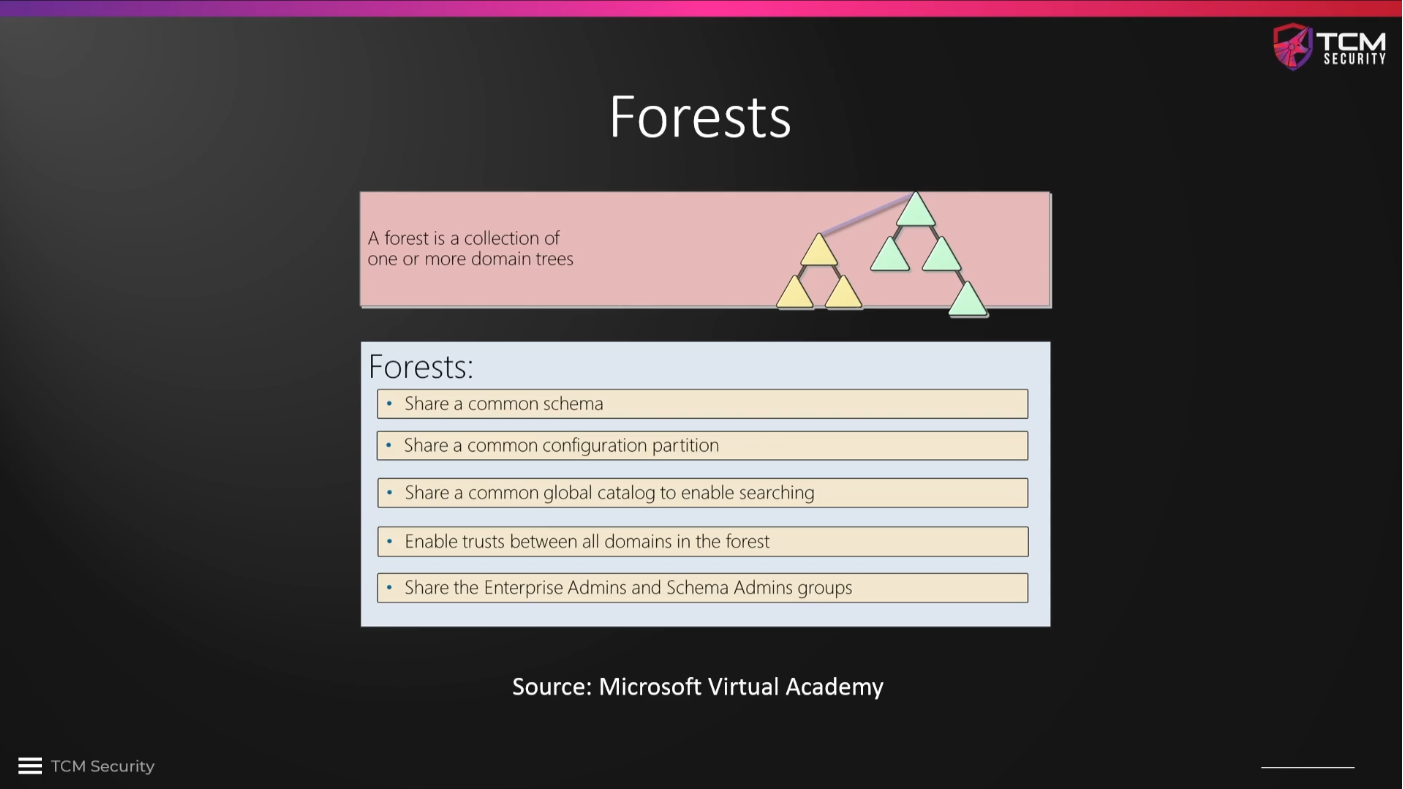 TCM
SECURITY
Forests
A forest is a collection of
one or more domain trees
Forests:
• Share a common schema
• Share a common configuration partition
• Share a common global catalog to enable searching
• Enable trusts between all domains in the forest
• Share the Enterprise Admins and Schema Admins groups
Source: Microsoft Virtual Academy
TCM Security